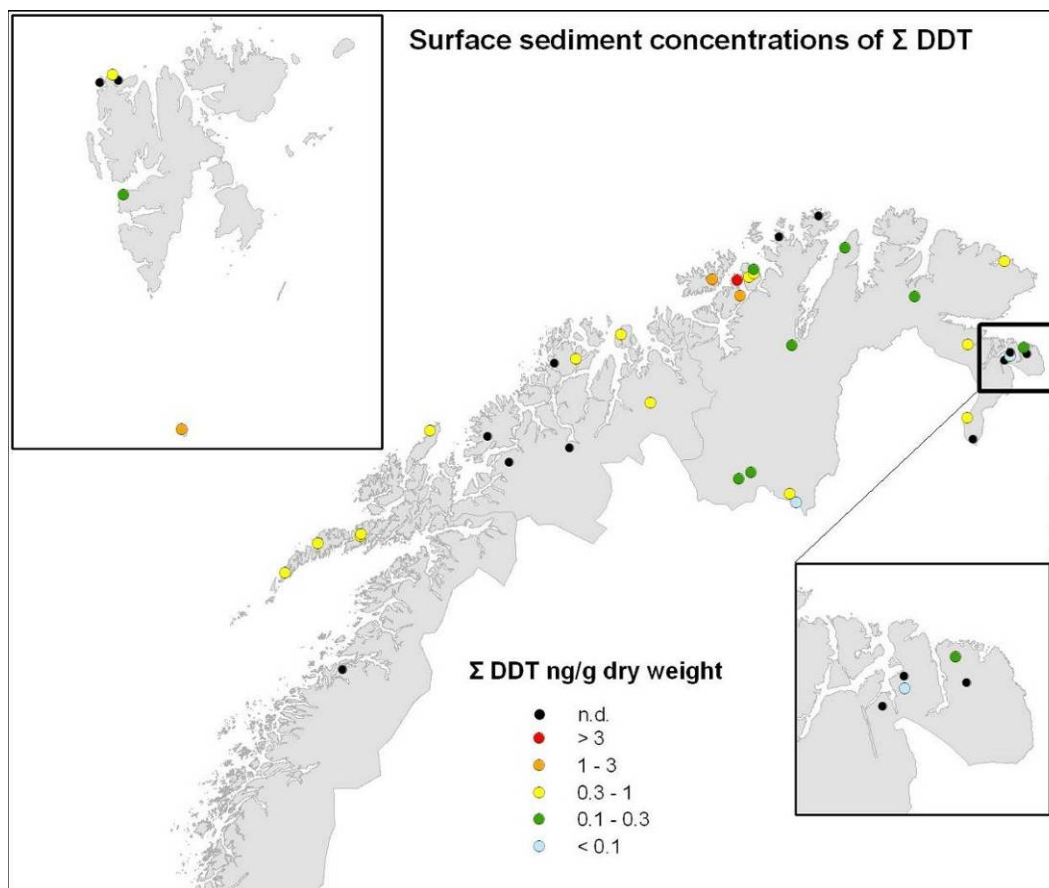 Surface sediment concentrations of Σ DDT
Σ DDT ng/g dry weight
n.d.
> 3
1 - 3
0.3 - 1
0.1 - 0.3
< 0.1